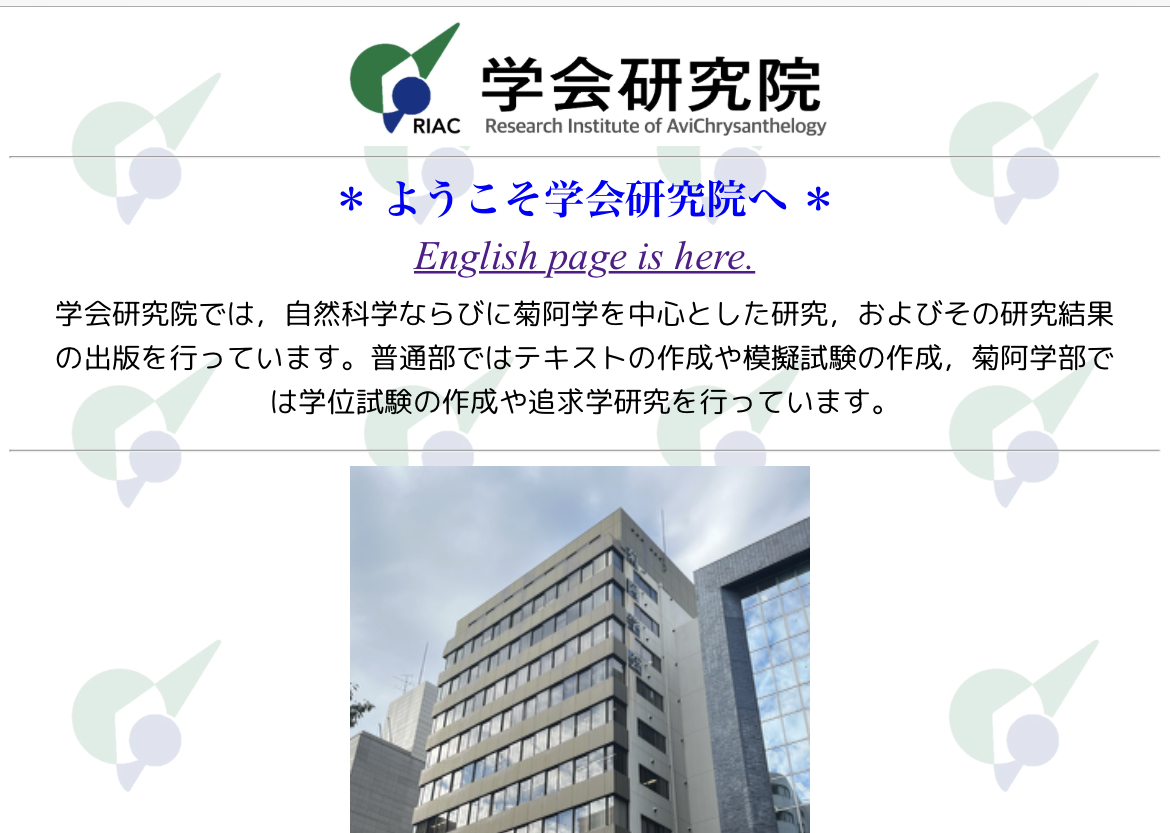 RIAC
学会研究院
Research Institute of AviChrysanthelogy
＊ ようこそ学会研究院へ ＊
English page is here.
学会研究院では，自然科学ならびに菊阿学を中心とした研究，およびその研究結果
の出版を行っています。普通部ではテキストの作成や模擬試験の作成，菊阿学部で
は学位試験の作成や追求学研究を行っています。